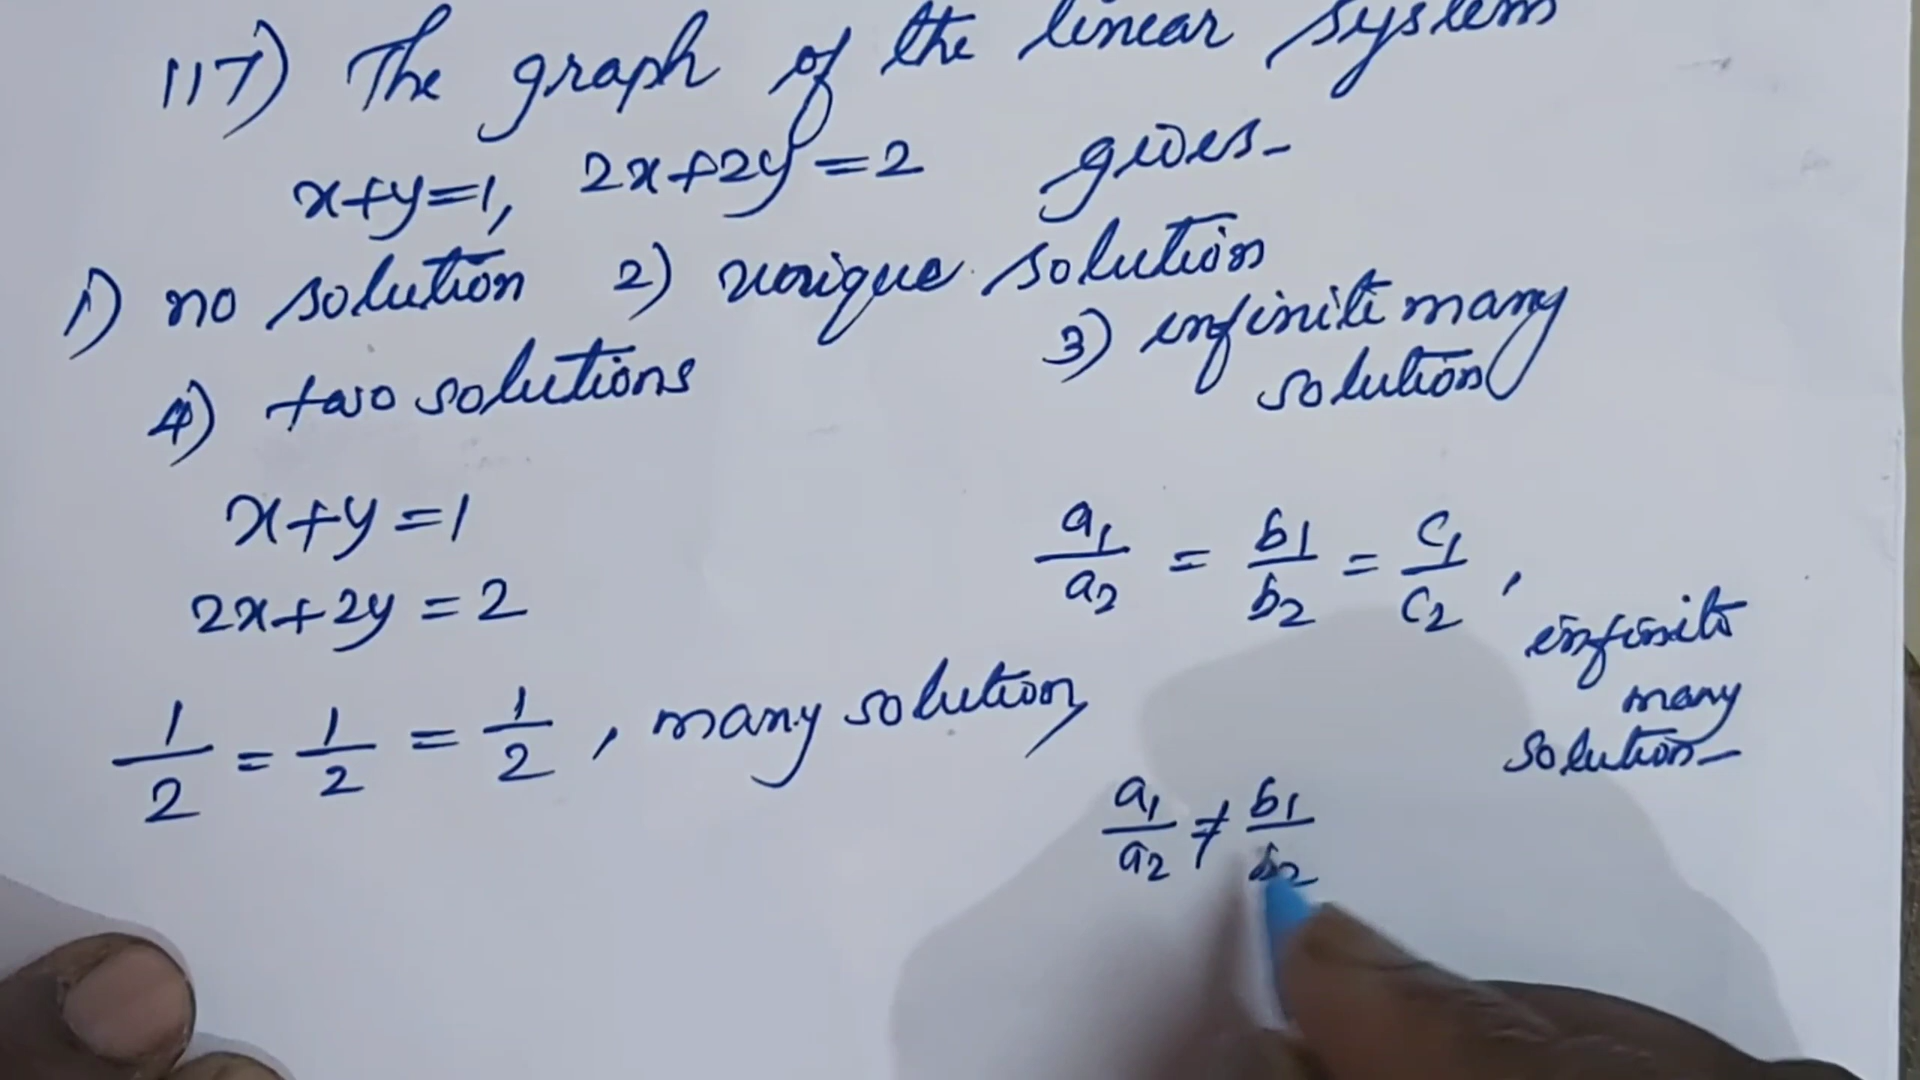 117) The graph of the linear system
x+y=1, 2x+2y=2 gives-
1) no solution 2) unique solution
3) infinite many
solution
4) two solutions
x+y=1
2x+2y=2
a1/a2 = b1/b2 = c1/c2,
infinite
many
solution-
1/2 = 1/2 = 1/2, many solution,
a1/a2 ≠ b1/b2